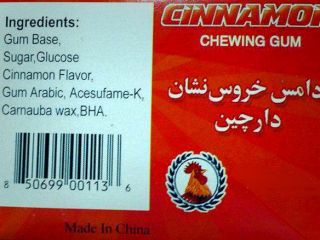 Ingredients:
Gum Base,
Sugar,Glucose
Cinnamon Flavor,
Gum Arabic, Acesufame-K,
Carnauba wax,BHA.
8 50699 00113 6
Made In China
CINNAMON
CHEWING GUM
دامس خروس نشان
دارچین